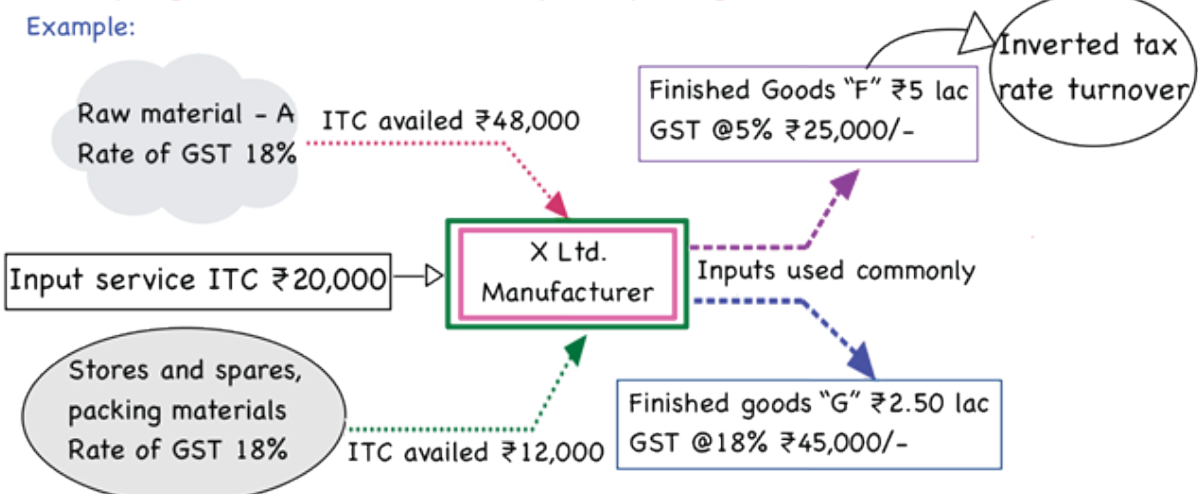 Example:
Raw material - A
Rate of GST 18%
ITC availed ₹48,000
Finished Goods “F” ₹5 lac
GST @5% ₹25,000/-
Inverted tax
rate turnover
Input service ITC ₹20,000
X Ltd.
Manufacturer
Inputs used commonly
Stores and spares,
packing materials
Rate of GST 18%
ITC availed ₹12,000
Finished goods “G” ₹2.50 lac
GST @18% ₹45,000/-